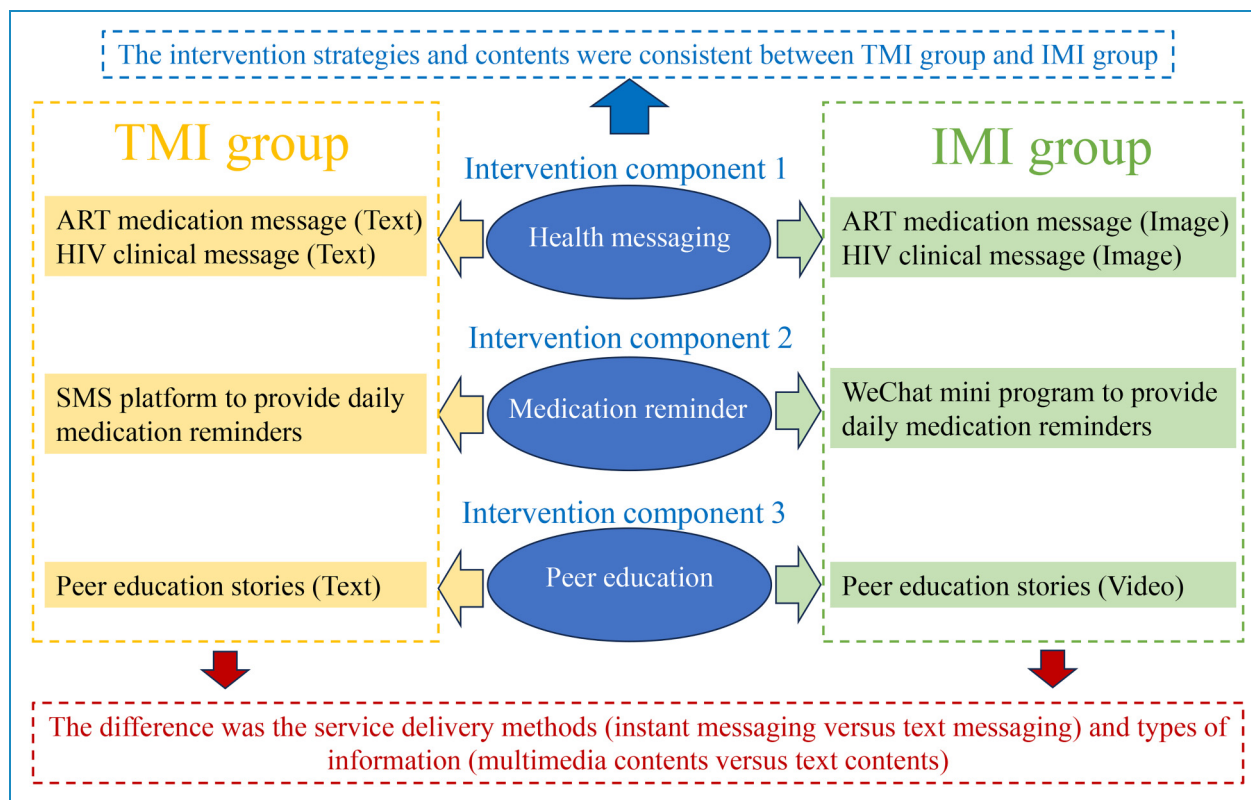 The intervention strategies and contents were consistent between TMI group and IMI group
TMI group
IMI group
Intervention component 1
ART medication message (Text)
HIV clinical message (Text)
Health messaging
ART medication message (Image)
HIV clinical message (Image)
Intervention component 2
SMS platform to provide daily
medication reminders
Medication reminder
WeChat mini program to provide
daily medication reminders
Intervention component 3
Peer education stories (Text)
Peer education
Peer education stories (Video)
The difference was the service delivery methods (instant messaging versus text messaging) and types of
information (multimedia contents versus text contents)